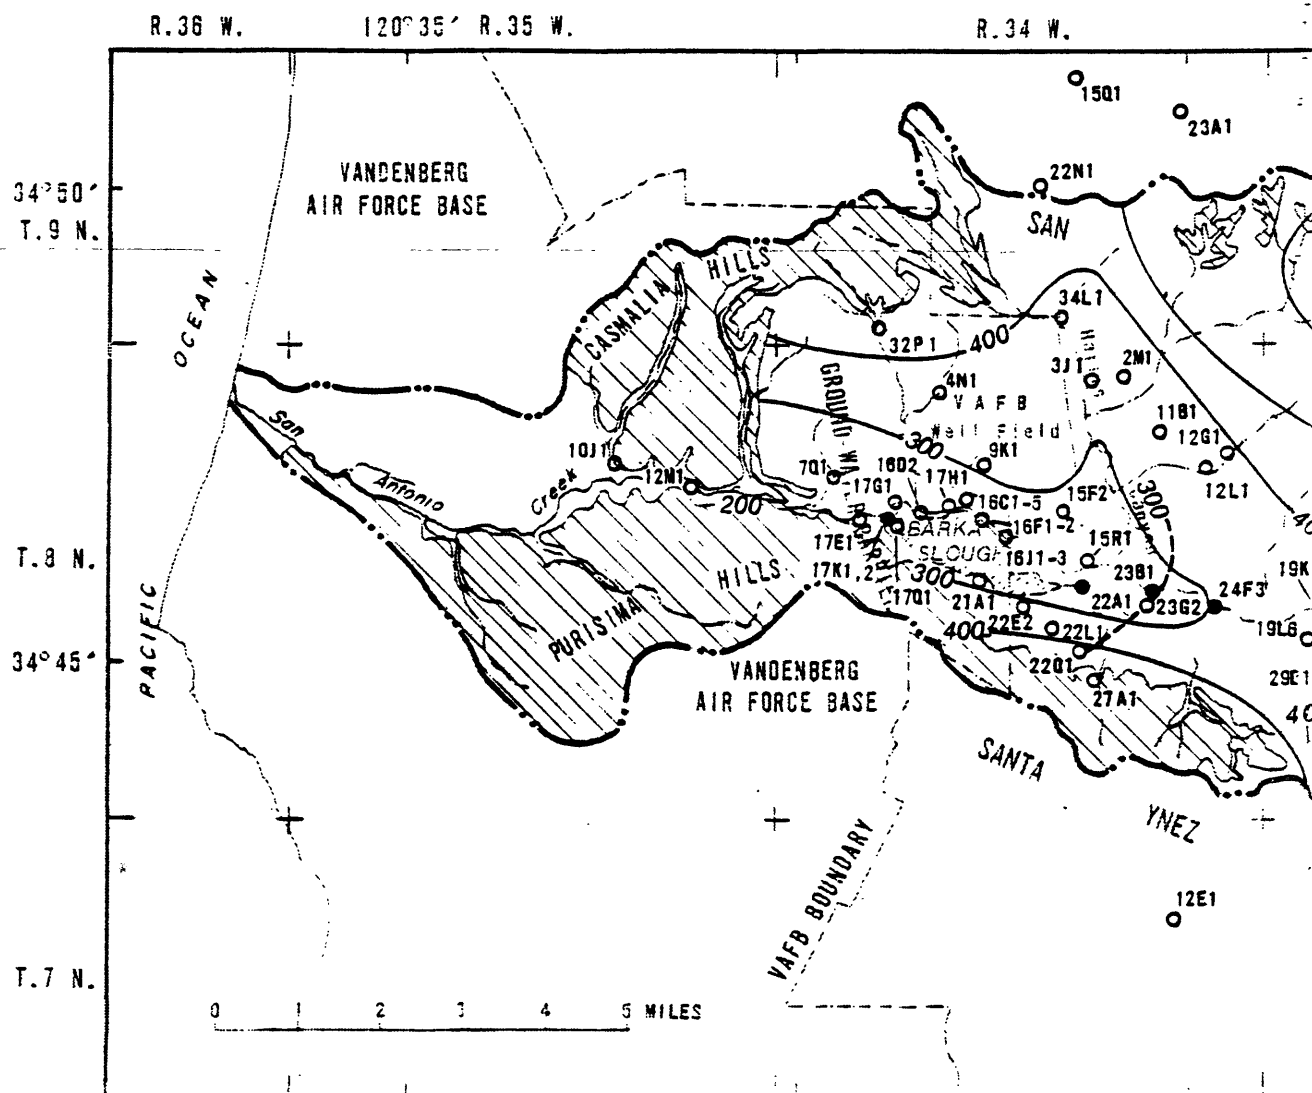 R.36 W.
120°35′
R.35 W.
R.34 W.
15Q1
23A1
VANDENBERG
AIR FORCE BASE
34°50′
22N1
T.9 N.
SAN
HILLS
CASMALIA
OCEAN
34L1
400
32P1
3J1
2M1
4N1
VAFB
Well Field
11B1
12G1
San
300
10J1
9K1
12M1
7Q1
16D2
17H1
12L1
Antonio
Creek
200
17G1
16C1-5
15F2
300
16F1-2
BARKA
SLOUGH
17E1
16J1-3
15R1
T.8 N.
17K1,2
300
23B1
19K
HILLS
17Q1
21A1
22A1
23G2
24F3
PURISIMA
400
22E2
22L1
19L6
34°45′
22Q1
PACIFIC
VANDENBERG
AIR FORCE BASE
27A1
29E1
SANTA
YNEZ
VAFB BOUNDARY
12E1
T.7 N.
0 1 2 3 4 5 MILES